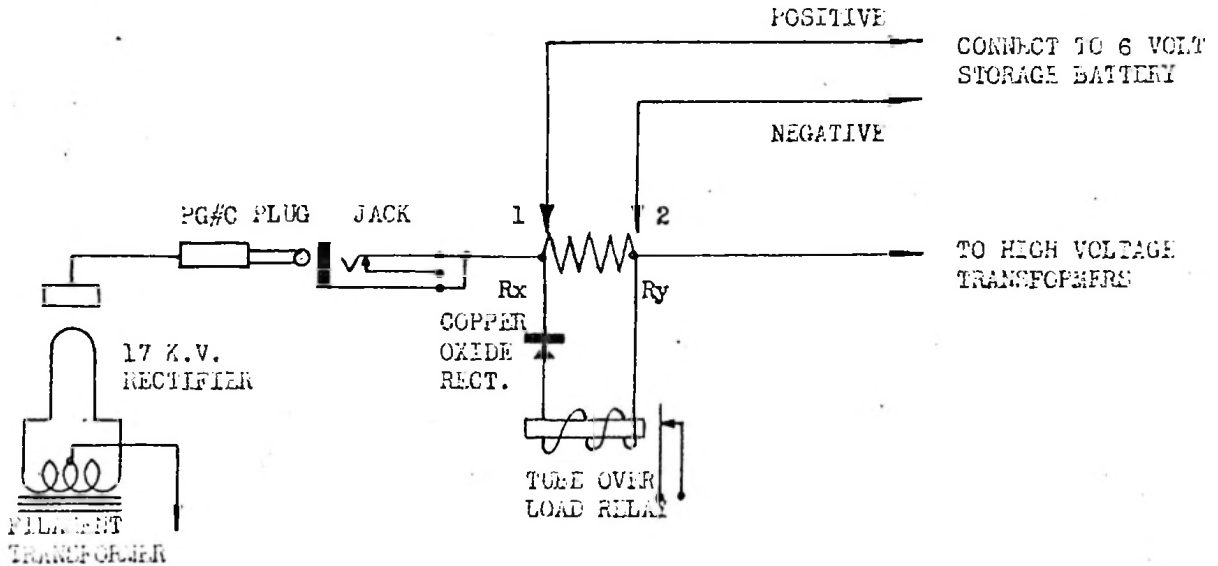 POSITIVE
CONNECT TO 6 VOLT
STORAGE BATTERY
NEGATIVE
PG#C PLUG JACK 1 2
TO HIGH VOLTAGE
TRANSFORMERS
Rx Ry
COPPER
OXIDE
RECT.
17 K.V.
RECTIFIER
TUBE OVER
LOAD RELAY
FILAMENT
TRANSFORMER